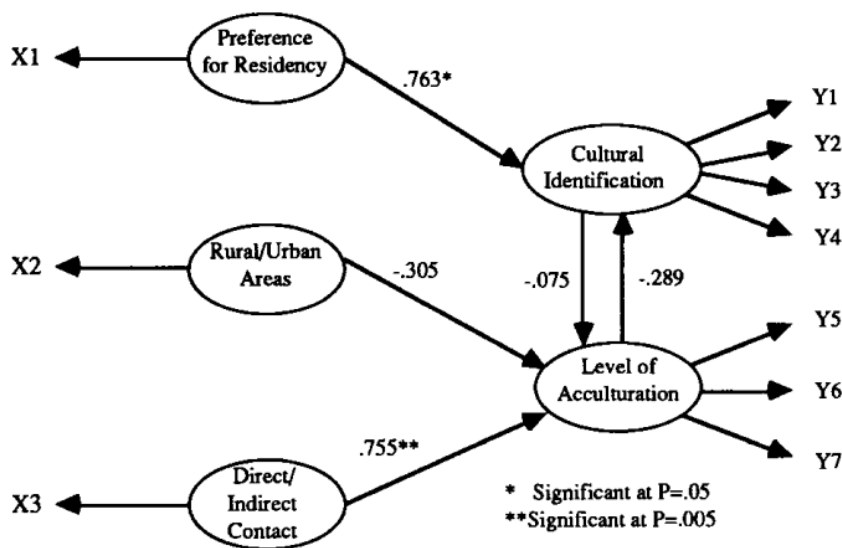 X1
Preference
for Residency
.763*
Y1
Y2
Y3
Y4
Cultural
Identification
X2
Rural/Urban
Areas
-.305
-.075
-.289
Y5
Y6
Y7
Level of
Acculturation
.755**
X3
Direct/
Indirect
Contact
* Significant at P=.05
**Significant at P=.005